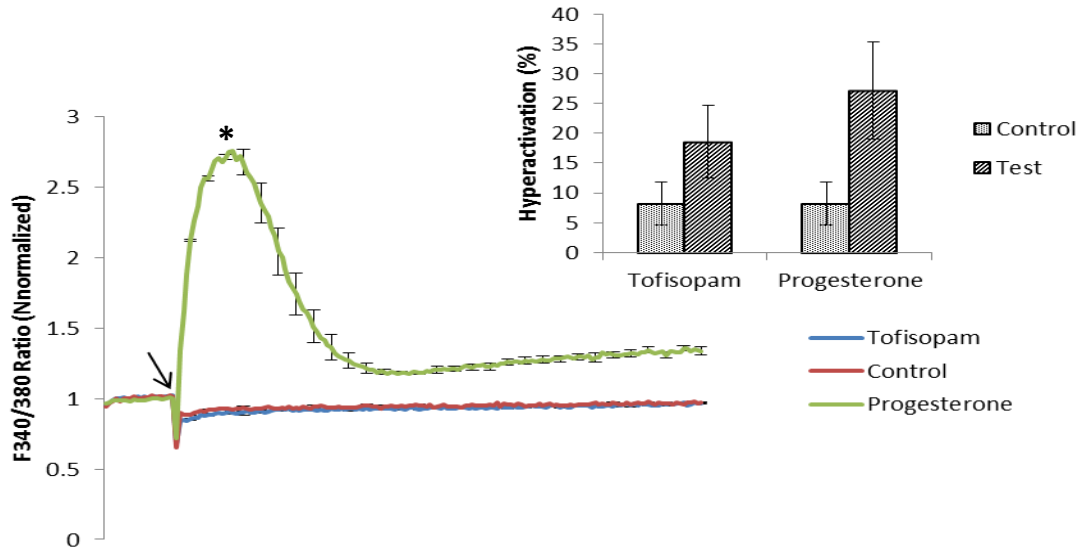 40
35
30
25
20
15
10
5
0
Hyperactivation (%)
Tofisopam Progesterone
Control
Test
3
2.5
2
1.5
1
0.5
0
F340/380 Ratio (Nnormalized)
*
Tofisopam
Control
Progesterone